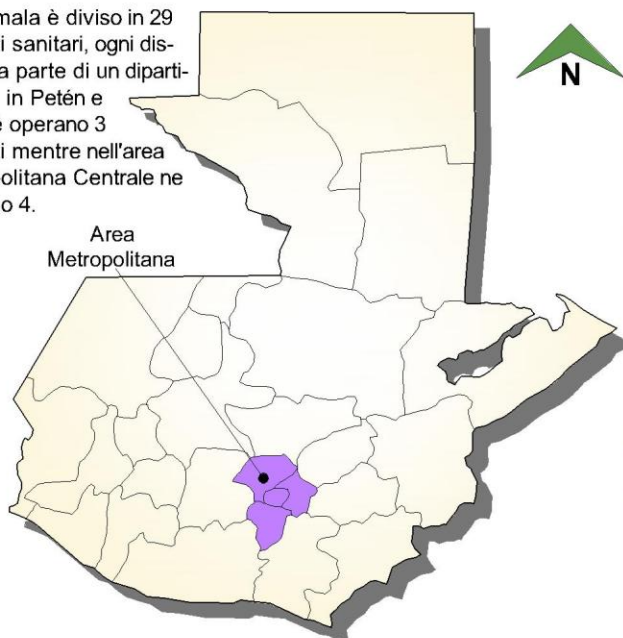 mala è diviso in 29
i sanitari, ogni dis-
a parte di un diparti-
in Petén e
é operano 3
i mentre nell'area
politana Centrale ne
o 4.
N
Area
Metropolitana